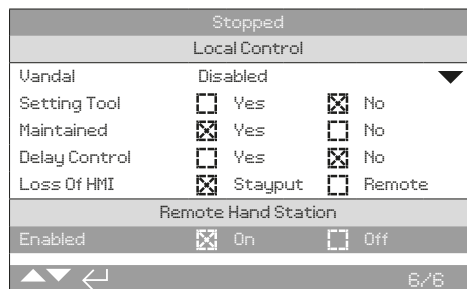 Stopped
Local Control
Vandal Disabled
Setting Tool Yes No
Maintained Yes No
Delay Control Yes No
Loss Of HMI Stayput Remote
Remote Hand Station
Enabled On Off
6/6